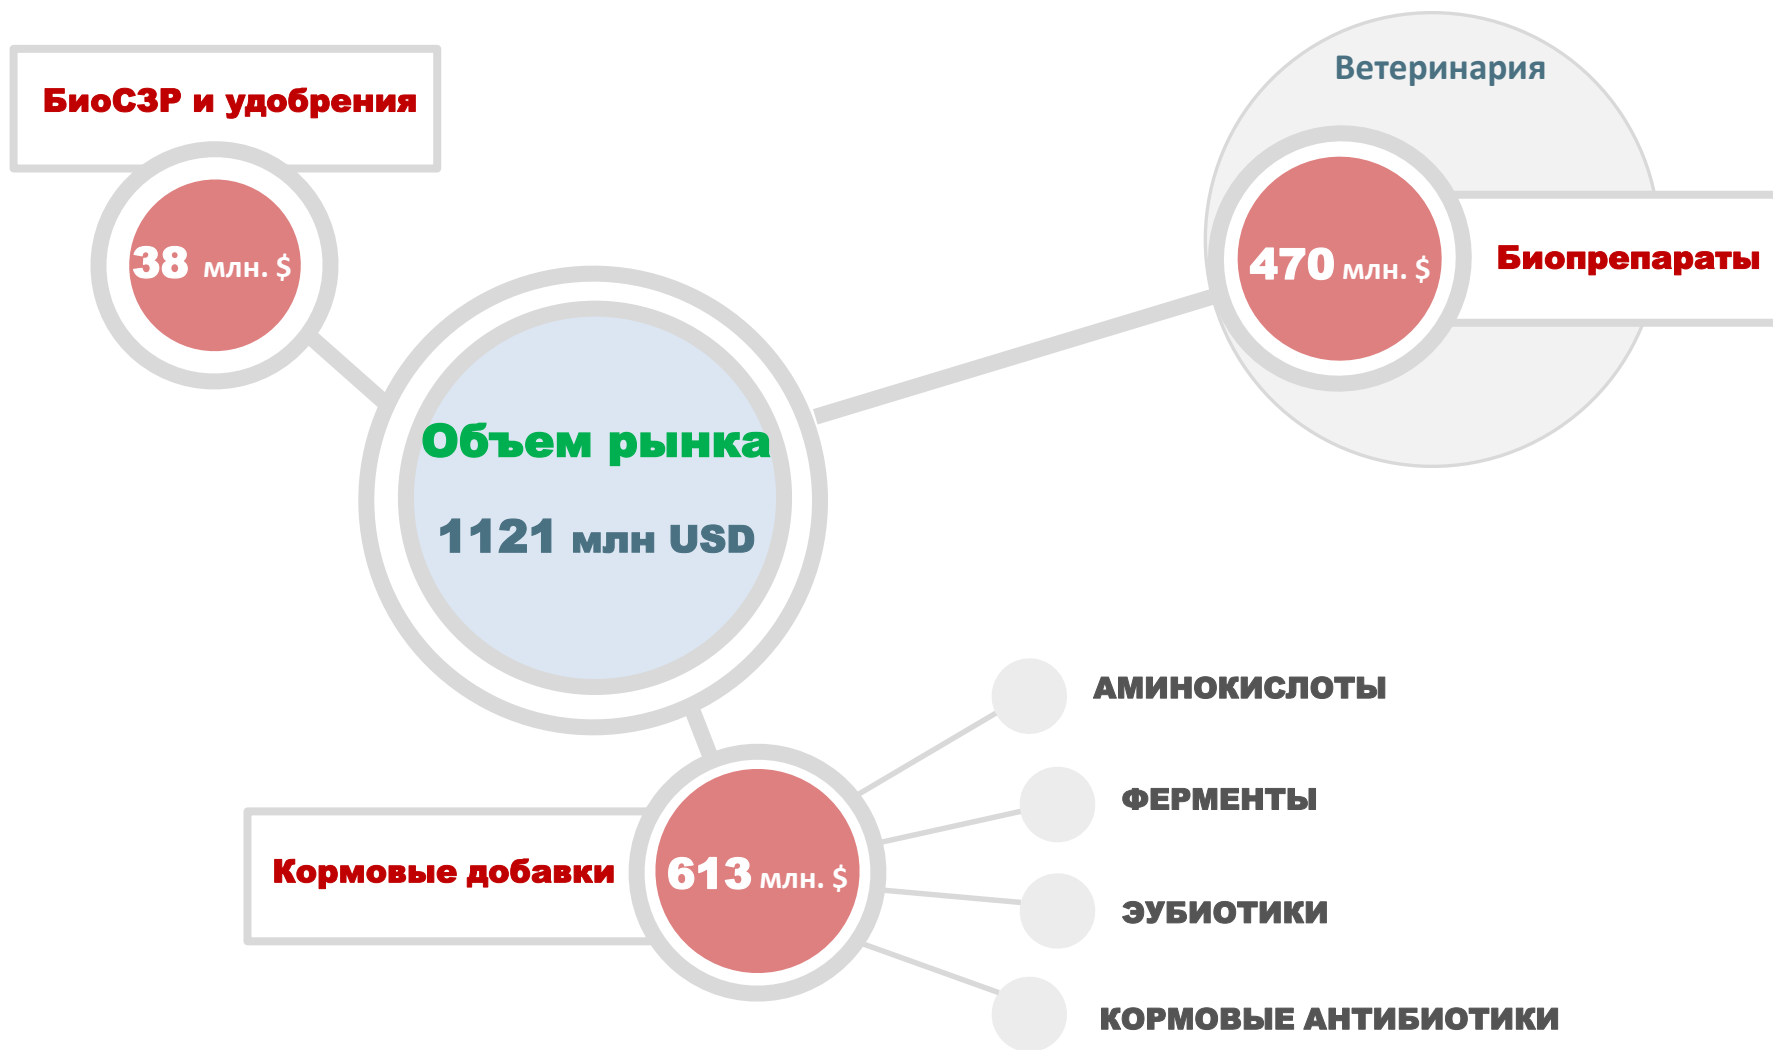 БиоСЗР и удобрения
38 млн. $
Ветеринария
470 млн. $
Биопрепараты
Объем рынка
1121 млн USD
Кормовые добавки
613 млн. $
АМИНОКИСЛОТЫ
ФЕРМЕНТЫ
ЭУБИОТИКИ
КОРМОВЫЕ АНТИБИОТИКИ